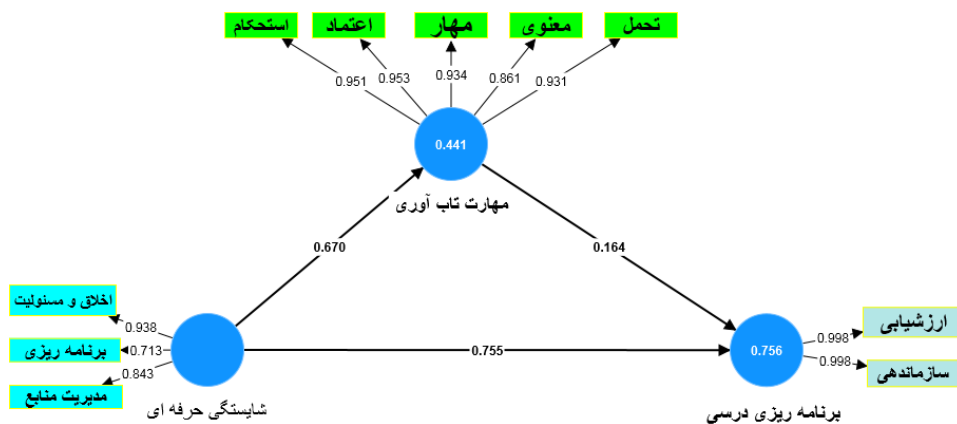 استحکام
اعتماد
مهار
معنوی
تحمل
0.951
0.953
0.934
0.861
0.931
0.441
مهارت تاب آوری
0.670
0.164
اخلاق و مسئولیت
برنامه ریزی
مدیریت منابع
0.938
0.713
0.843
شایستگی حرفه ای
0.755
0.756
برنامه ریزی درسی
0.998
0.998
ارزشیابی
سازماندهی